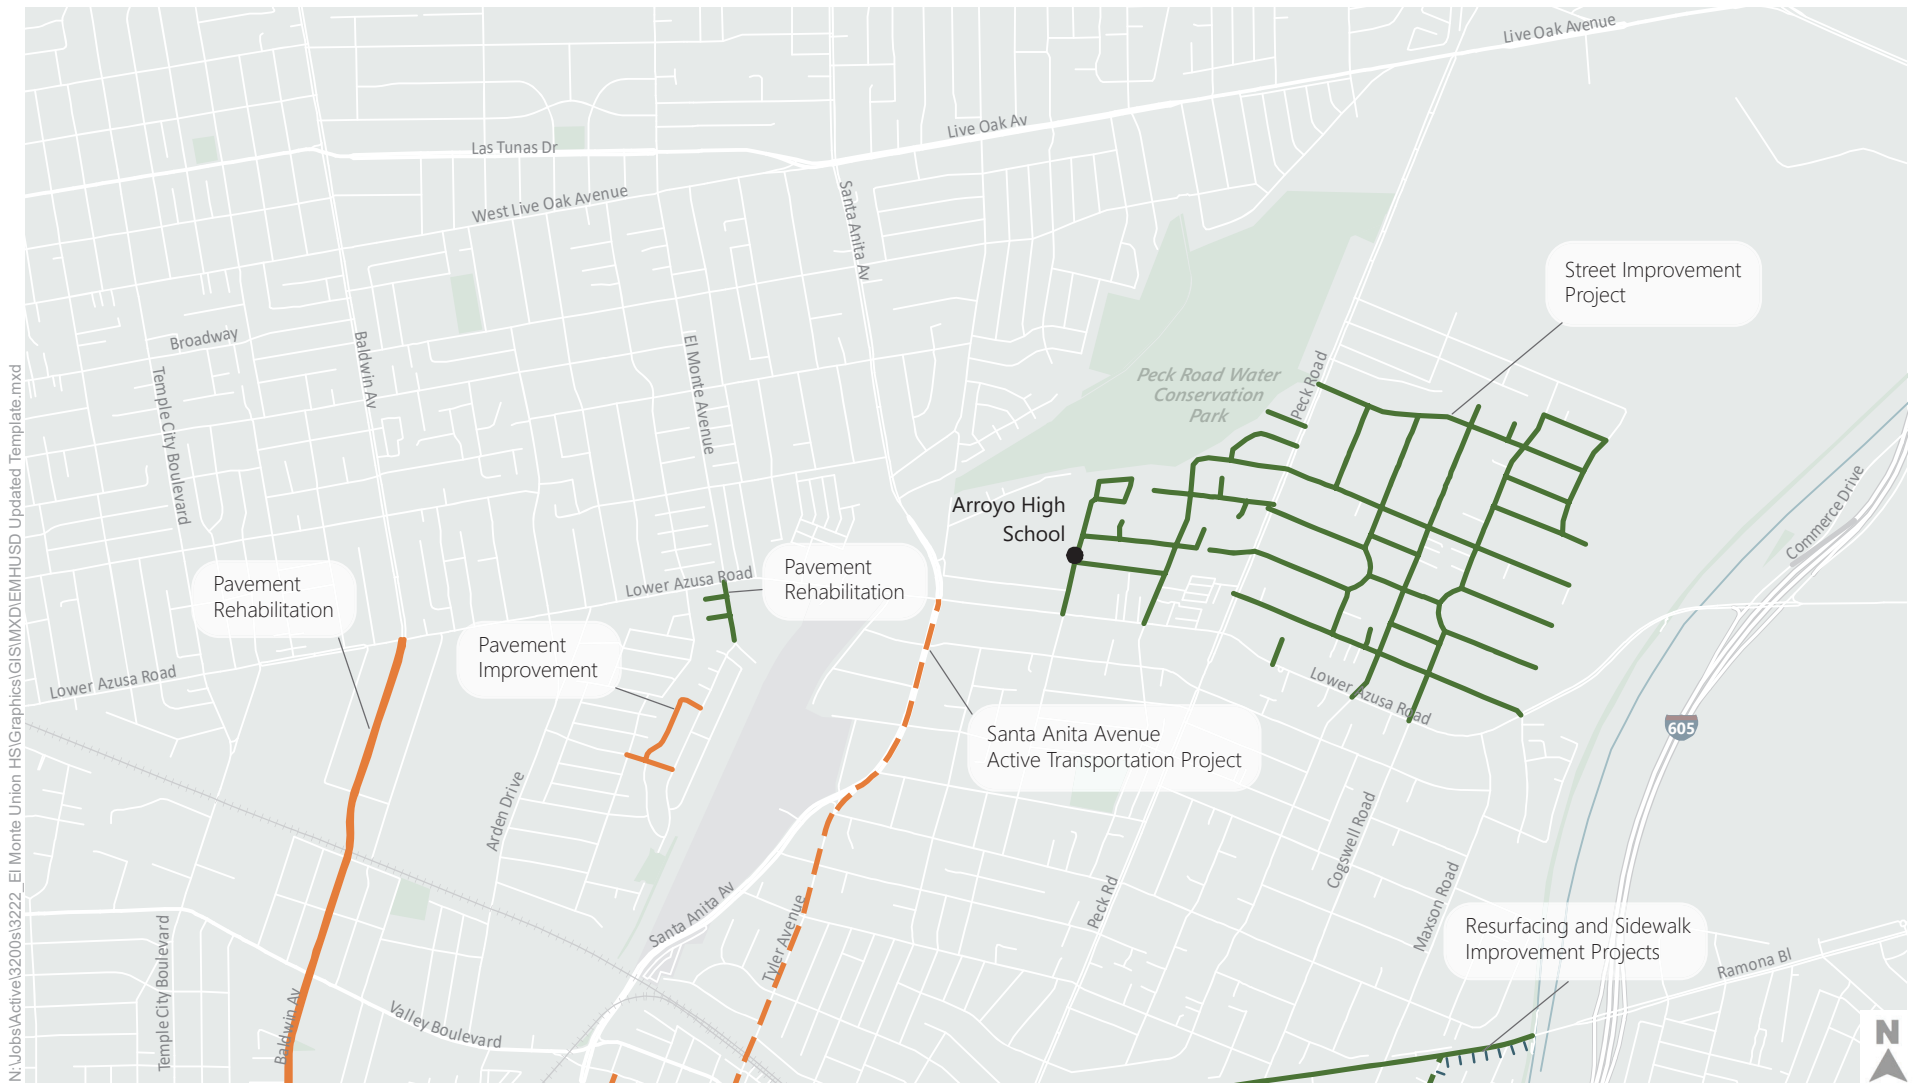 Live Oak Avenue
Live Oak Av
Las Tunas Dr
West Live Oak Avenue
Santa Anita Av
Street Improvement
Project
Broadway
Baldwin Av
El Monte Avenue
Temple City Boulevard
Peck Road
Peck Road Water
Conservation
Park
Arroyo High
School
Commerce Drive
Pavement
Rehabilitation
Lower Azusa Road
Pavement
Rehabilitation
Pavement
Improvement
Lower Azusa Road
Lower Azusa Road
605
Santa Anita Avenue
Active Transportation Project
Arden Drive
Cogswell Road
Maxson Road
Peck Rd
Santa Anita Av
Tyler Avenue
Resurfacing and Sidewalk
Improvement Projects
Ramona Bl
Temple City Boulevard
Baldwin Av
Valley Boulevard
N
N:\Jobs\Active\3200s\3222_El Monte Union HS\Graphics\GIS\MXD\EMHUSD Updated Template.mxd